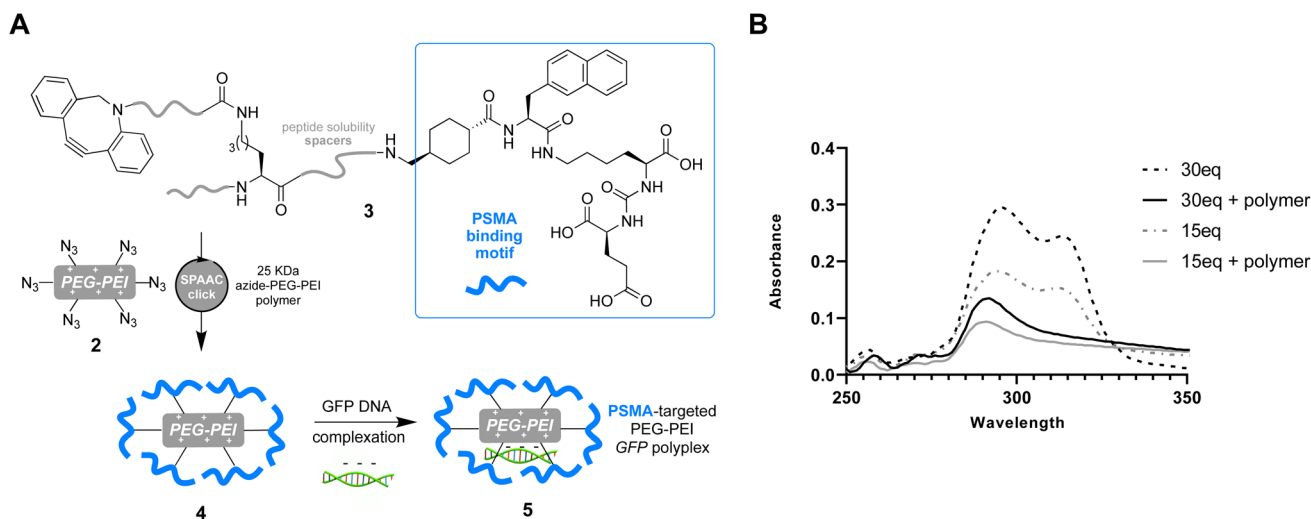 A
B
O
N
O
N
H
3
N
H
O
peptide solubility
spacers
3
H
N
O
N
H
O
N
H
O
OH
O
N
H
N
H
O
HO
HO
O
PSMA
binding
motif
N3
N3
N3
N3
N3
N3
+ + +
PEG-PEI
+ + +
2
SPAAC
click
25 KDa
azide-PEG-PEI
polymer
+ + +
PEG-PEI
+ + +
4
GFP DNA
complexation
- - -
+ + +
PEG-PEI
+ + +
- - -
5
PSMA-targeted
PEG-PEI
GFP polyplex
Absorbance
0.4
0.3
0.2
0.1
0.0
250
300
350
Wavelength
30eq
30eq + polymer
15eq
15eq + polymer